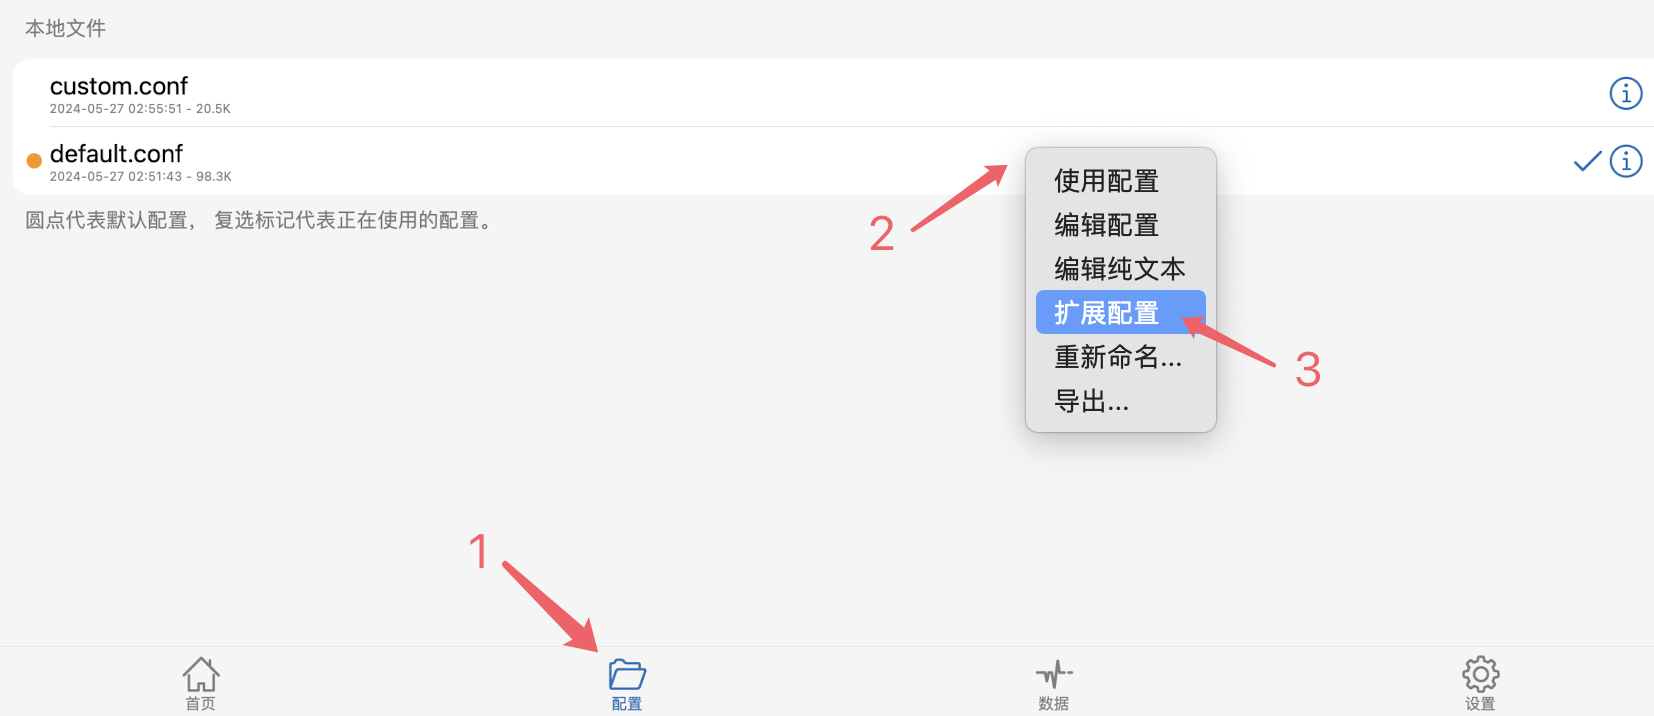 本地文件
custom.conf
2024-05-27 02:55:51 - 20.5K
default.conf
2024-05-27 02:51:43 - 98.3K
圆点代表默认配置， 复选标记代表正在使用的配置。
2
使用配置
编辑配置
编辑纯文本
扩展配置
重新命名...
导出...
3
1
首页
配置
数据
设置